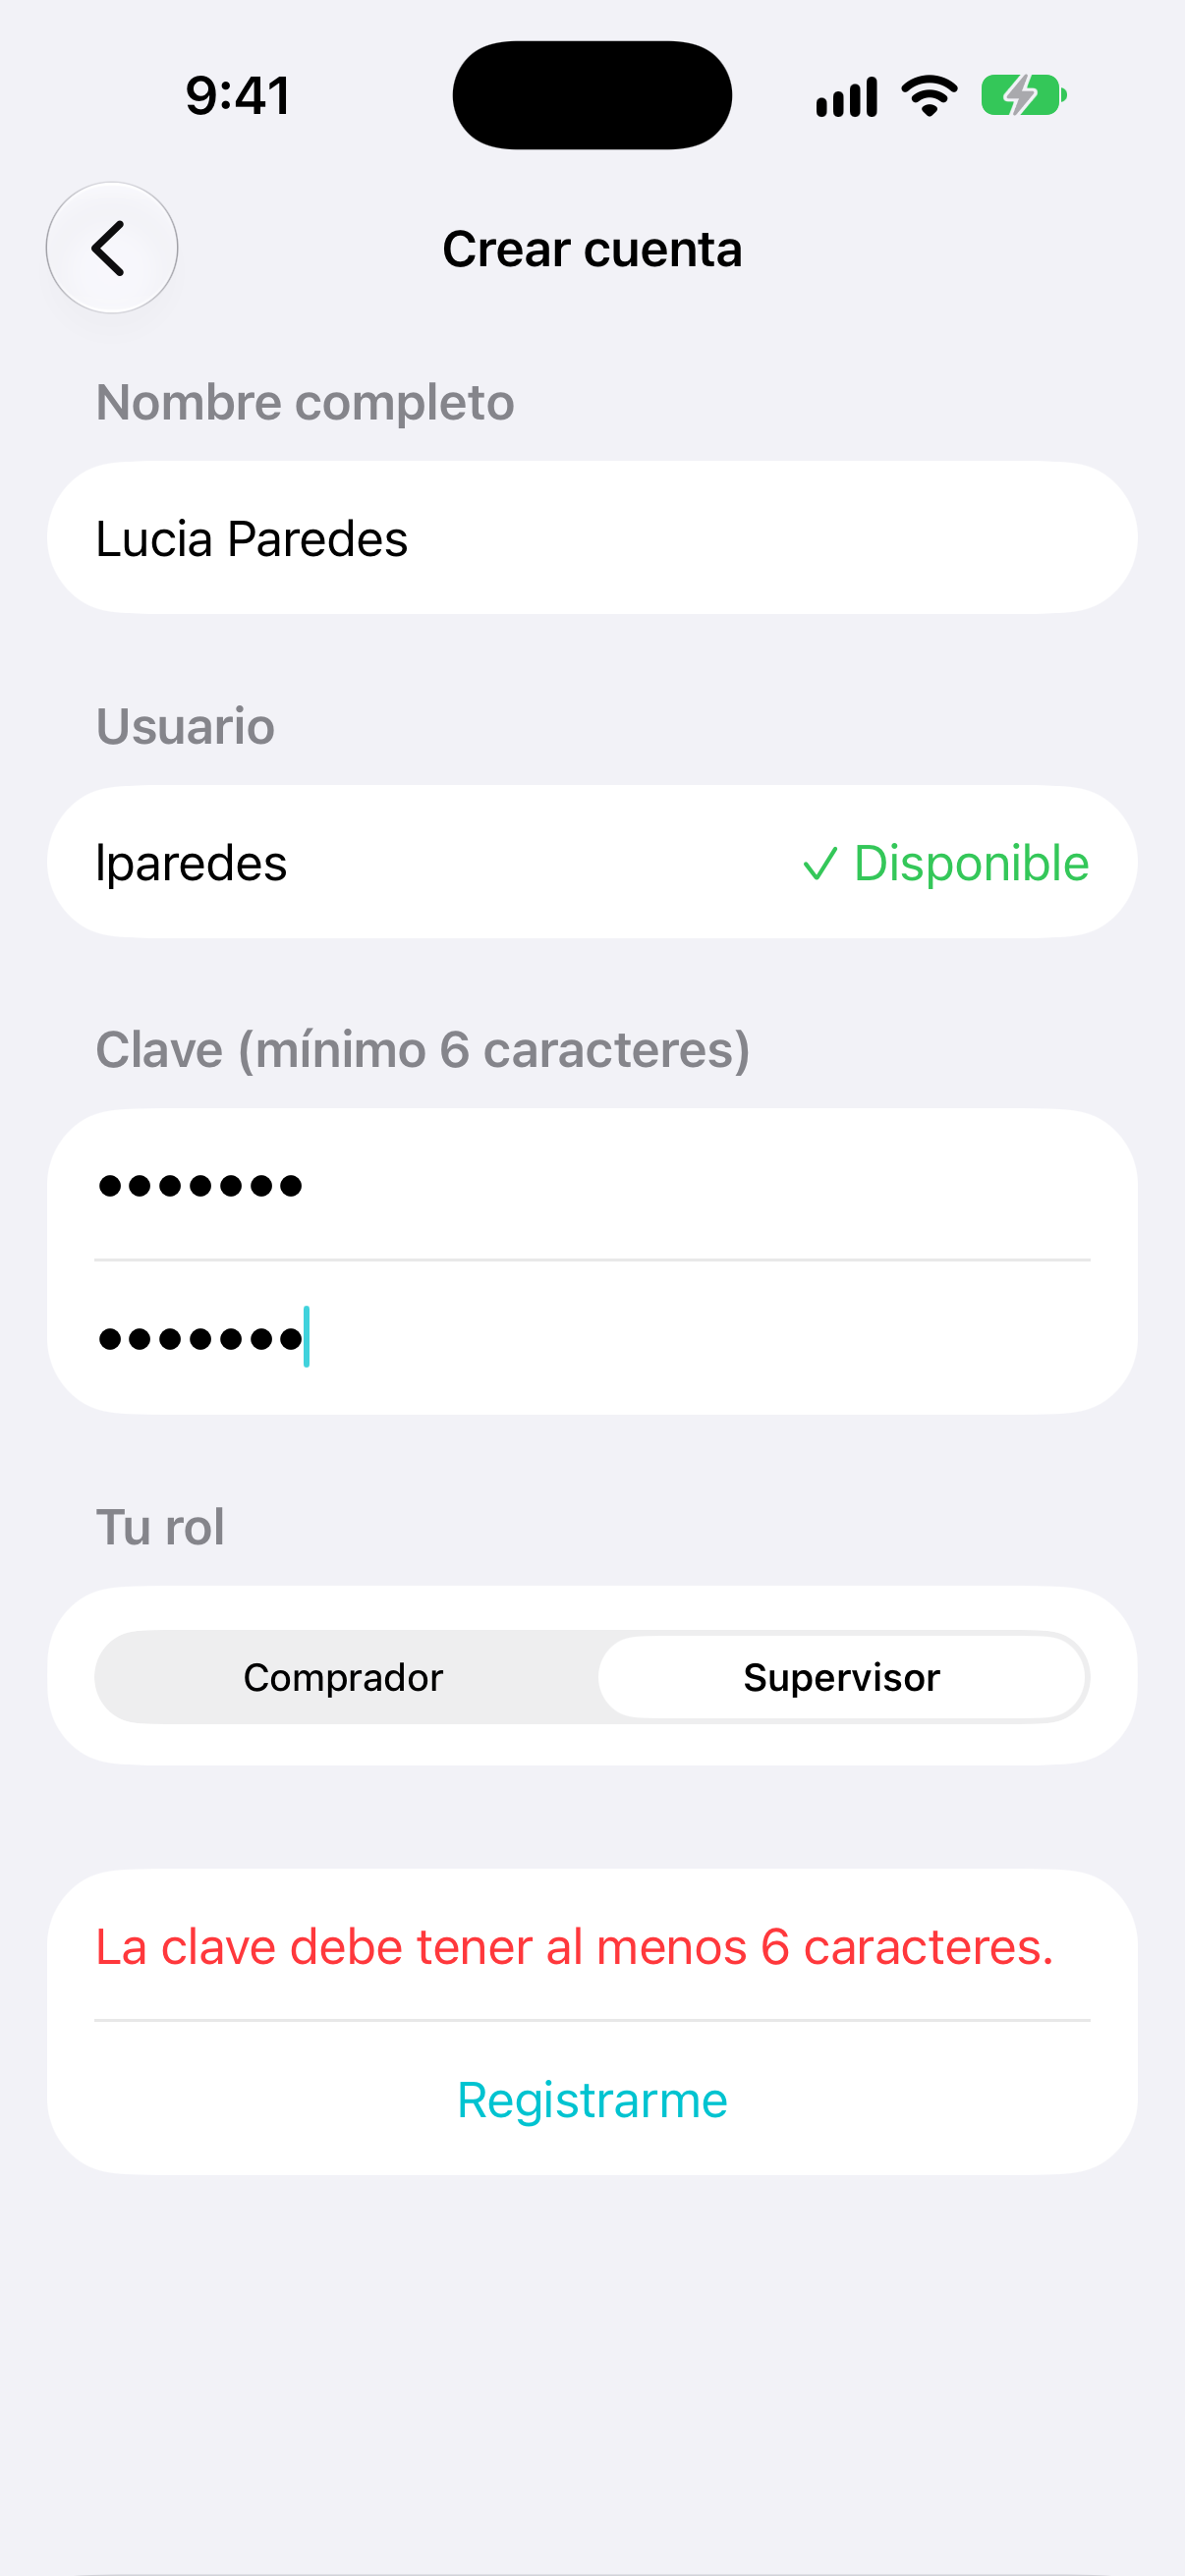 9:41
Crear cuenta
Nombre completo
Lucia Paredes
Usuario
lparedes
✓ Disponible
Clave (mínimo 6 caracteres)
•••••••
•••••••
Tu rol
Comprador
Supervisor
La clave debe tener al menos 6 caracteres.
Registrarme